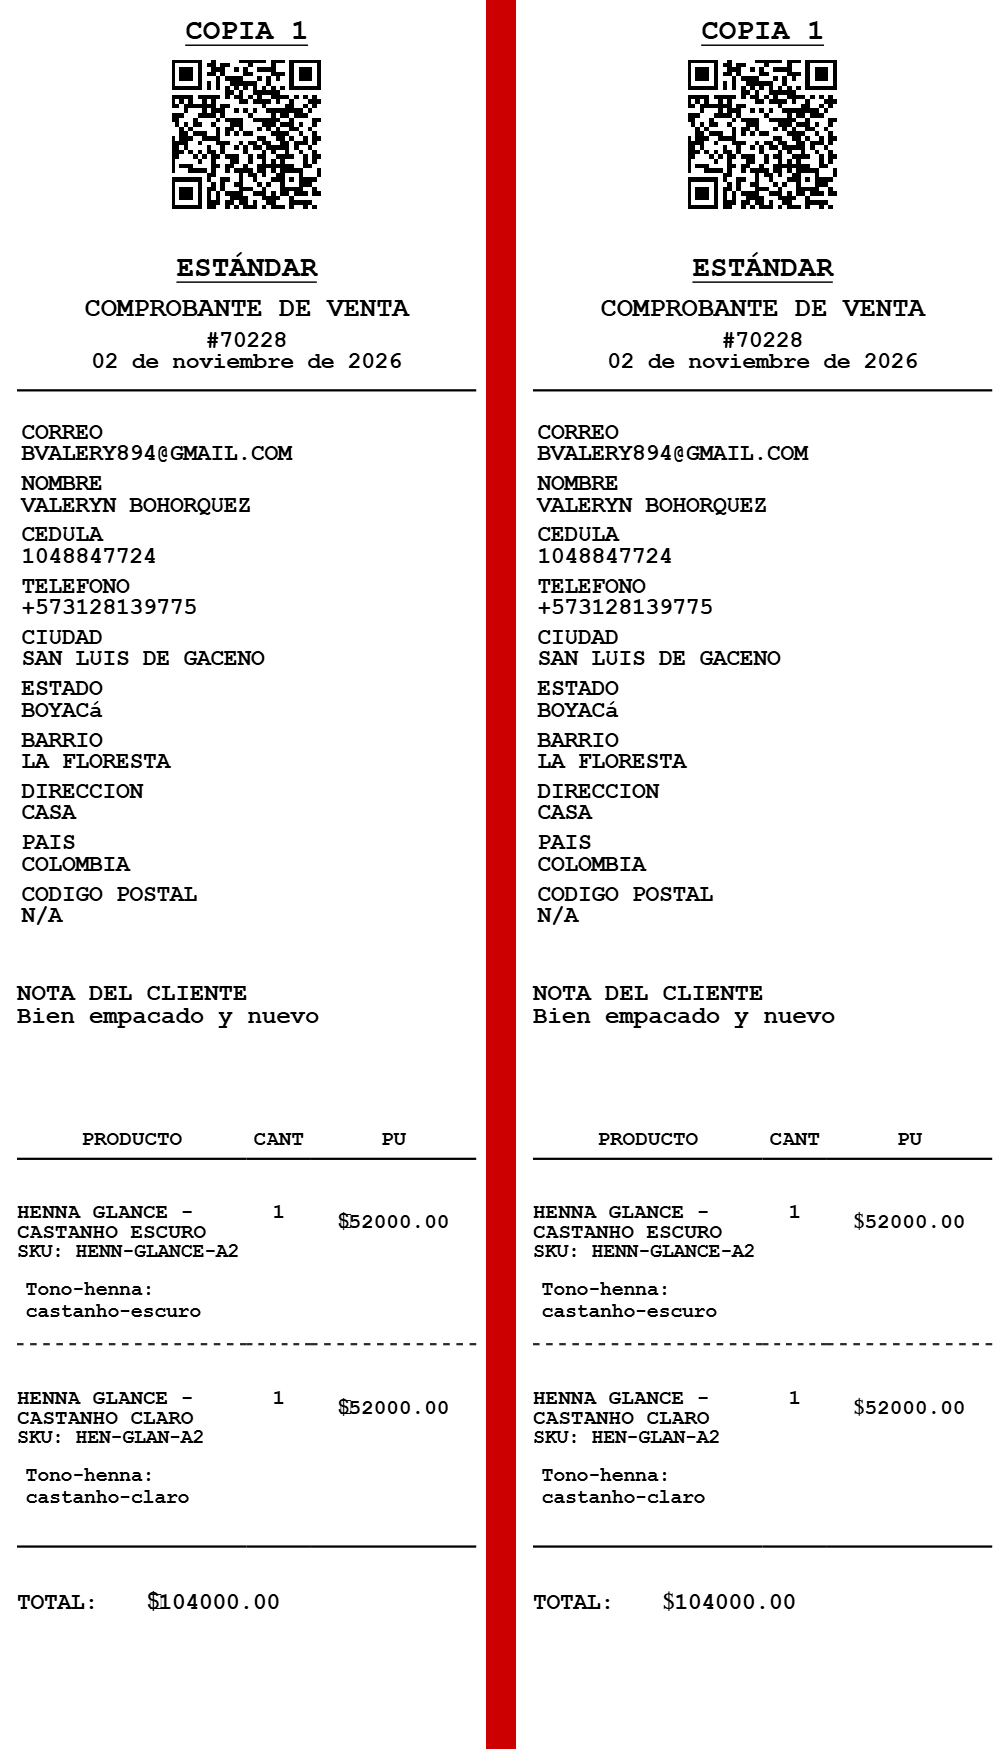 COPIA 1
ESTÁNDAR
COMPROBANTE DE VENTA
#70228
02 de noviembre de 2026
CORREO
BVALERY894@GMAIL.COM
NOMBRE
VALERYN BOHORQUEZ
CEDULA
1048847724
TELEFONO
+573128139775
CIUDAD
SAN LUIS DE GACENO
ESTADO
BOYACá
BARRIO
LA FLORESTA
DIRECCION
CASA
PAIS
COLOMBIA
CODIGO POSTAL
N/A
NOTA DEL CLIENTE
Bien empacado y nuevo
PRODUCTO CANT PU
HENNA GLANCE - 1 $52000.00
CASTANHO ESCURO
SKU: HENN-GLANCE-A2
Tono-henna:
castanho-escuro
HENNA GLANCE - 1 $52000.00
CASTANHO CLARO
SKU: HEN-GLAN-A2
Tono-henna:
castanho-claro
TOTAL: $104000.00
COPIA 1
ESTÁNDAR
COMPROBANTE DE VENTA
#70228
02 de noviembre de 2026
CORREO
BVALERY894@GMAIL.COM
NOMBRE
VALERYN BOHORQUEZ
CEDULA
1048847724
TELEFONO
+573128139775
CIUDAD
SAN LUIS DE GACENO
ESTADO
BOYACá
BARRIO
LA FLORESTA
DIRECCION
CASA
PAIS
COLOMBIA
CODIGO POSTAL
N/A
NOTA DEL CLIENTE
Bien empacado y nuevo
PRODUCTO CANT PU
HENNA GLANCE - 1 $52000.00
CASTANHO ESCURO
SKU: HENN-GLANCE-A2
Tono-henna:
castanho-escuro
HENNA GLANCE - 1 $52000.00
CASTANHO CLARO
SKU: HEN-GLAN-A2
Tono-henna:
castanho-claro
TOTAL: $104000.00